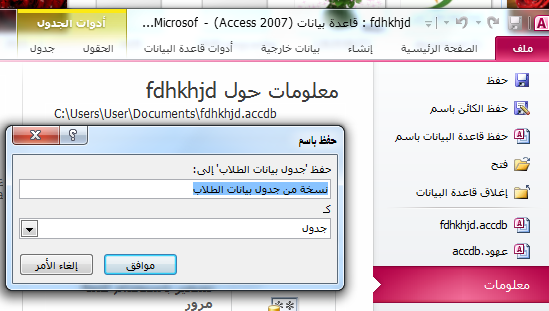 fdhkhjd : قاعدة بيانات (Access 2007) - Microsof...
أدوات الجدول
ملف
الصفحة الرئيسية
إنشاء
بيانات خارجية
أدوات قاعدة البيانات
الحقول
جدول
حفظ
حفظ الكائن باسم
حفظ قاعدة البيانات باسم
فتح
إغلاق قاعدة البيانات
fdhkhjd.accdb
عهود.accdb
معلومات
معلومات حول fdhkhjd
C:\Users\User\Documents\fdhkhjd.accdb
حفظ باسم
حفظ 'جدول بيانات الطلاب' إلى:
نسخة من جدول بيانات الطلاب
كـ
جدول
موافق
إلغاء الأمر
مرور